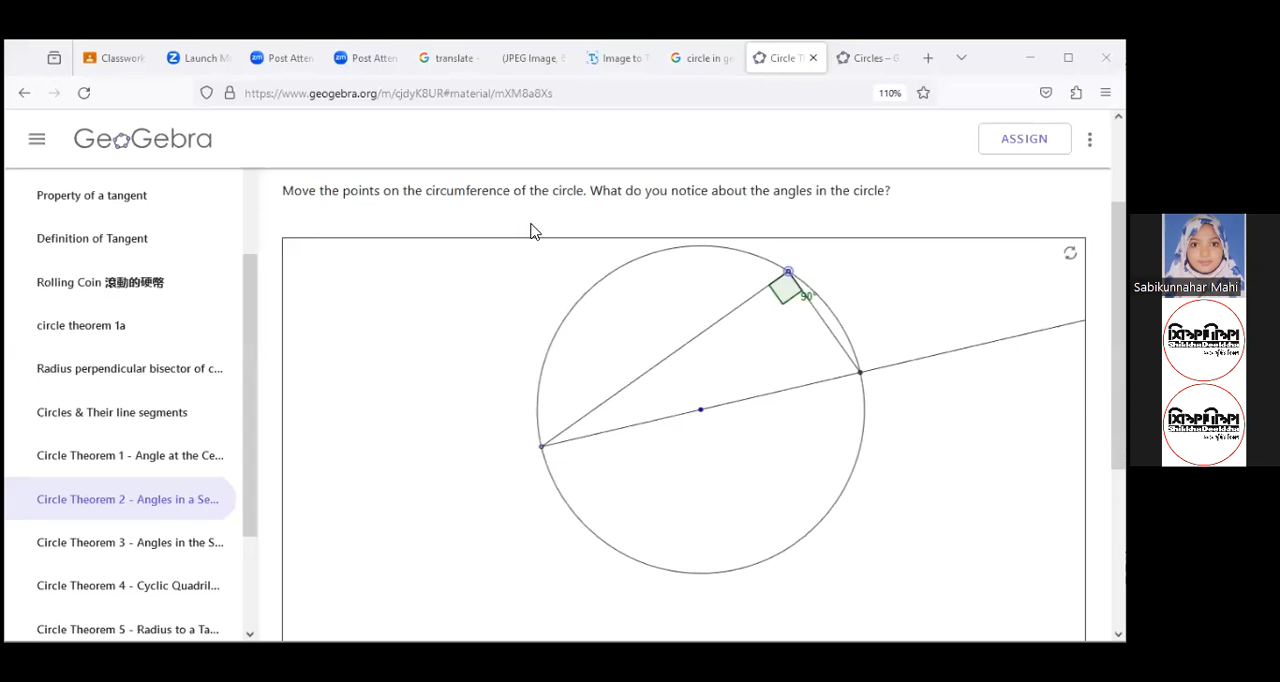 Classwork
Launch M
Post Atten
Post Atten
translate -
(JPEG Image,
Image to T
circle in ge
Circle T
Circles – G
https://www.geogebra.org/m/cjdyK8UR#material/mXM8a8Xs
110%
GeoGebra
ASSIGN
Property of a tangent
Definition of Tangent
Rolling Coin 滾動的硬幣
circle theorem 1a
Radius perpendicular bisector of c...
Circles & Their line segments
Circle Theorem 1 - Angle at the Ce...
Circle Theorem 2 - Angles in a Se...
Circle Theorem 3 - Angles in the S...
Circle Theorem 4 - Cyclic Quadril...
Circle Theorem 5 - Radius to a Ta...
Move the points on the circumference of the circle. What do you notice about the angles in the circle?
90°
Sabikunnahar Mahi